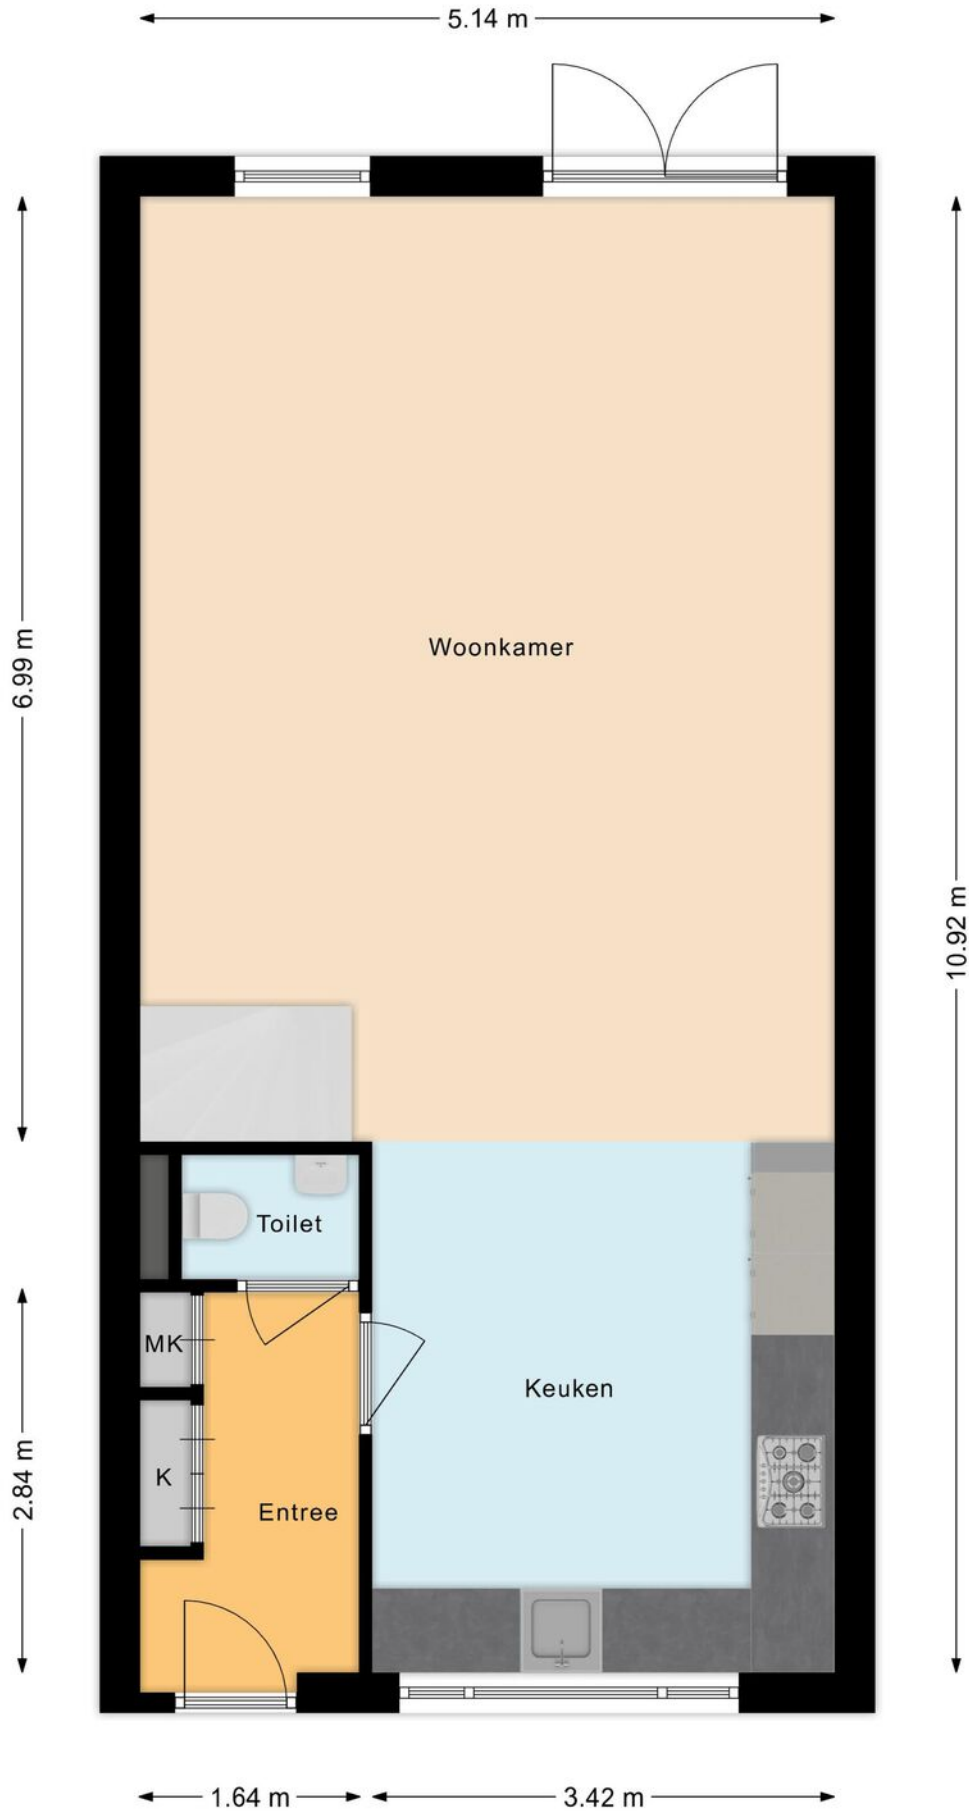 5.14 m
6.99 m
Woonkamer
10.92 m
Toilet
MK
Keuken
2.84 m
K
Entree
1.64 m
3.42 m